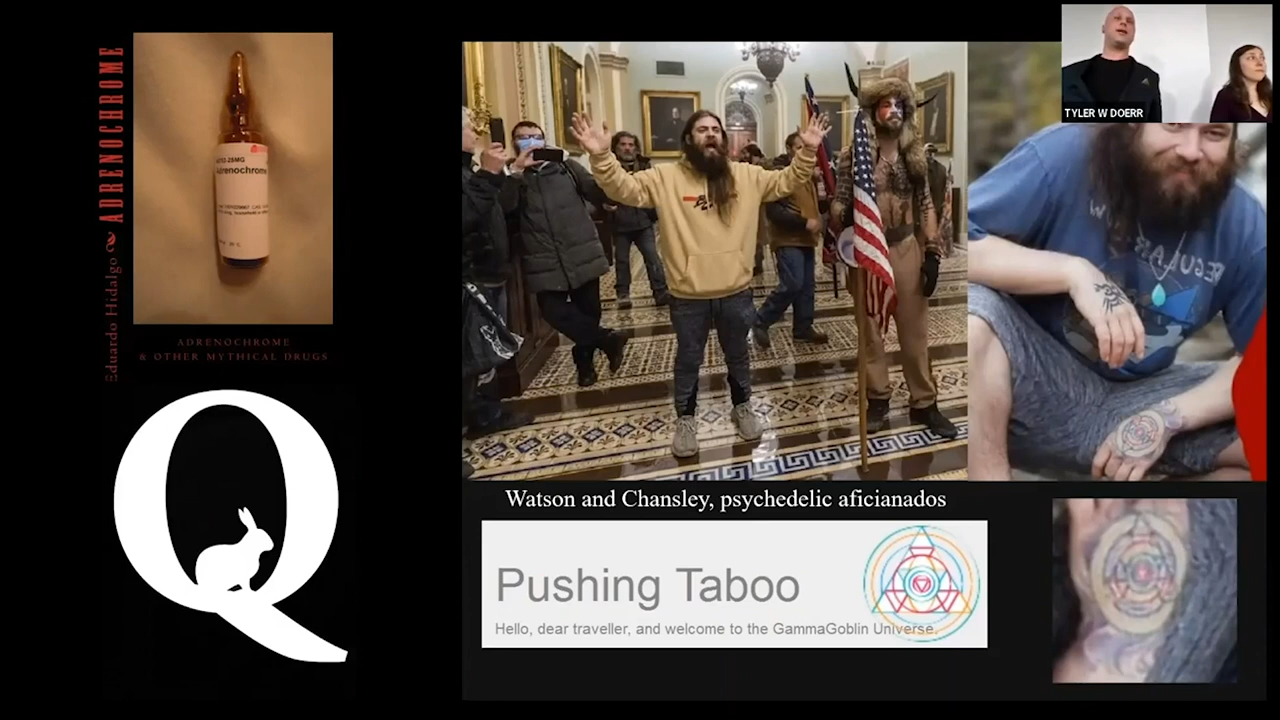 ADRENOCHROME
Eduardo Hidalgo
Adrenochrome
ADRENOCHROME
& OTHER MYTHICAL DRUGS
Q
TYLER W DOERR
Watson and Chansley, psychedelic aficianados
Pushing Taboo
Hello, dear traveller, and welcome to the GammaGoblin Universe.